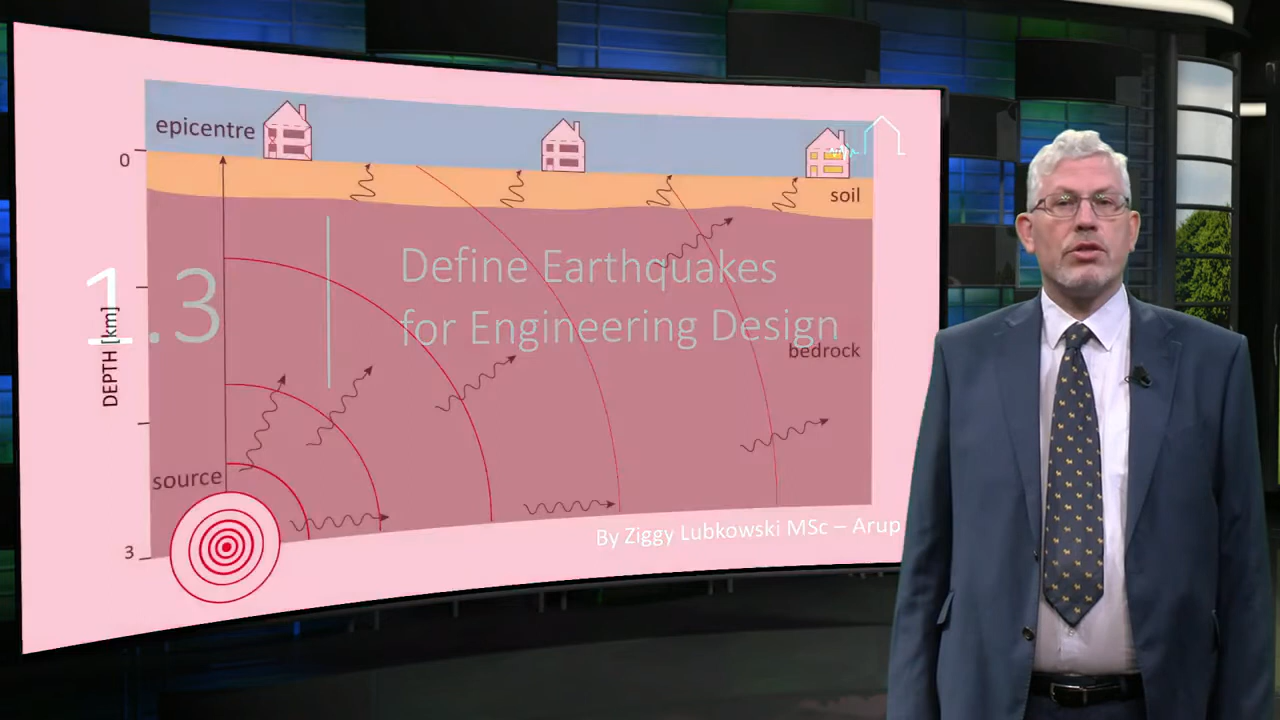 epicentre
0
soil
1.3
Define Earthquakes
for Engineering Design
bedrock
DEPTH [km]
source
3
By Ziggy Lubkowski MSc – Arup